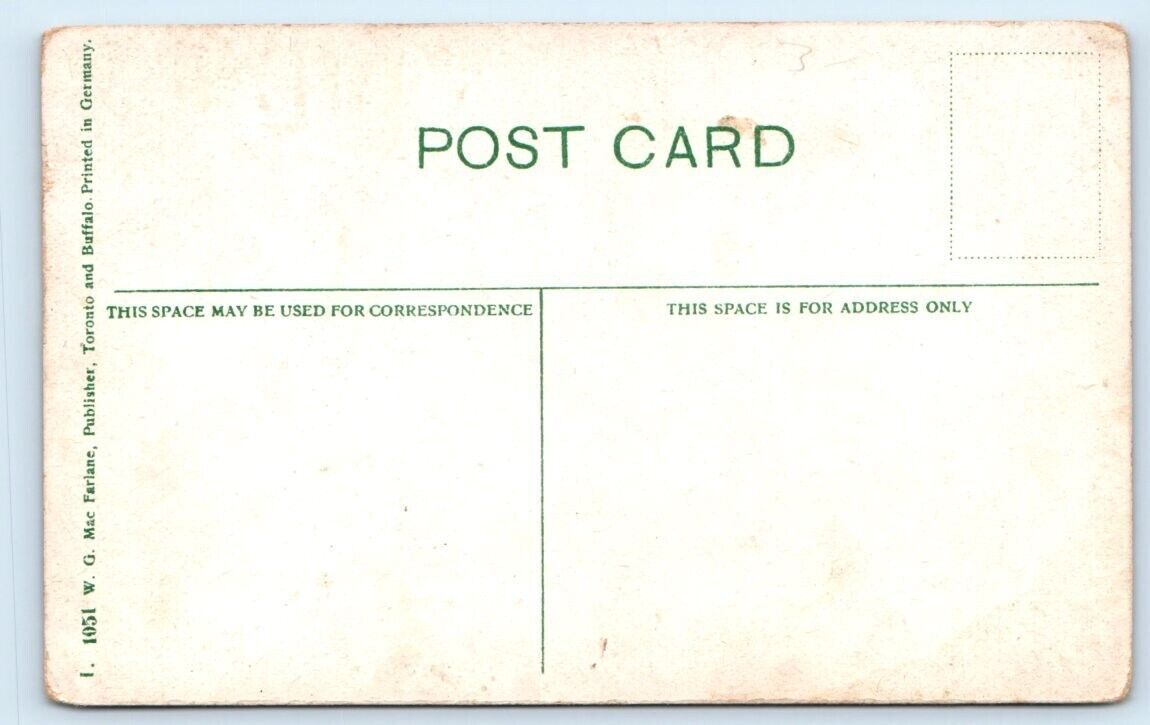 3
POST CARD
THIS SPACE MAY BE USED FOR CORRESPONDENCE
THIS SPACE IS FOR ADDRESS ONLY
I. 1051 W. G. Mac Farlane, Publisher, Toronto and Buffalo. Printed in Germany.